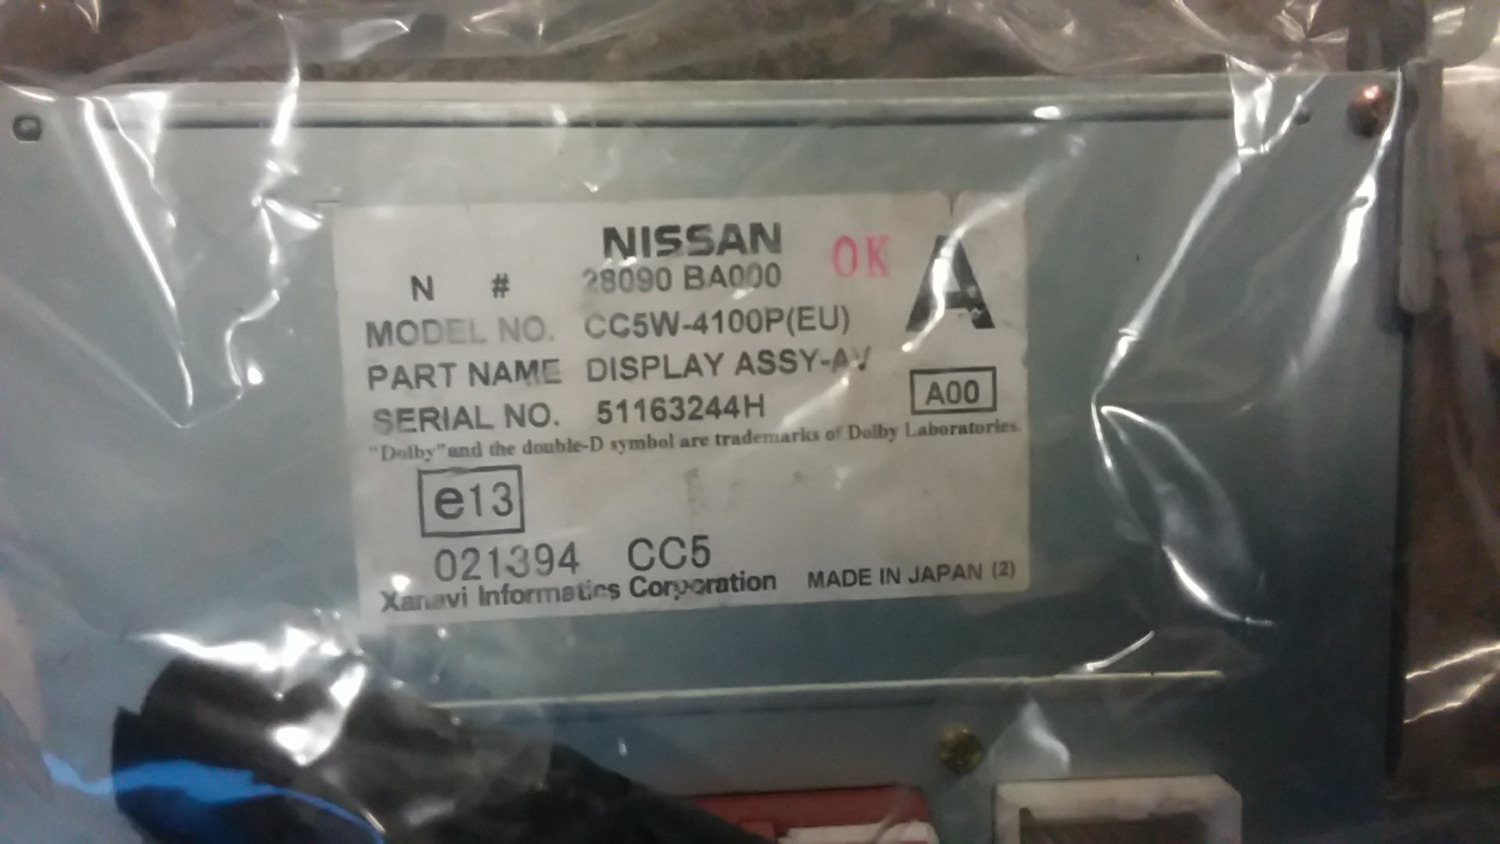 NISSAN
OK
A
N # 28090 BA000
MODEL NO. CC5W-4100P(EU)
PART NAME DISPLAY ASSY-AV
A00
SERIAL NO. 51163244H
"Dolby" and the double-D symbol are trademarks of Dolby Laboratories.
e13
021394 CC5
Xanavi Informatics Corporation MADE IN JAPAN (2)